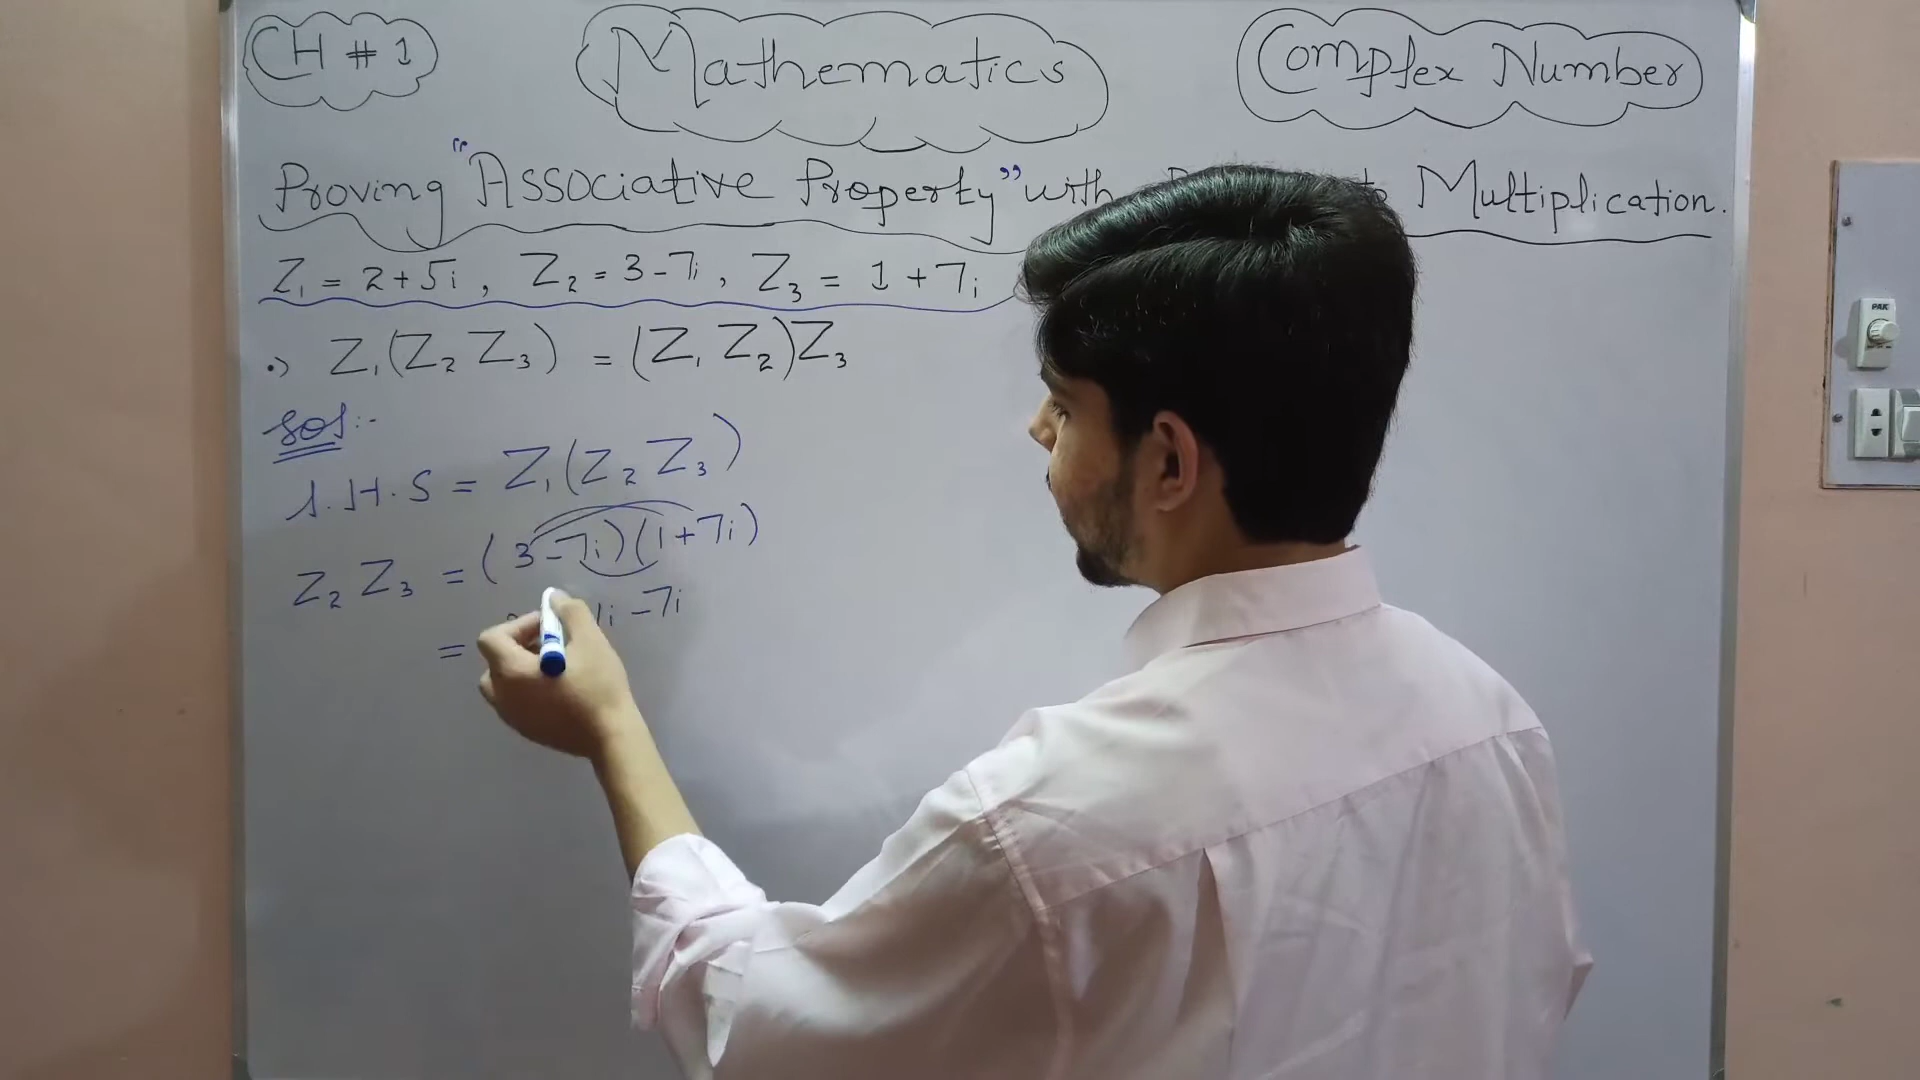 CH # 1
Mathematics
Complex Number
Proving "Associative Property" with Multiplication.
Z₁ = 2 + 5i , Z₂ = 3 - 7i , Z₃ = 1 + 7i
∴ Z₁(Z₂ Z₃) = (Z₁ Z₂)Z₃
Sol:-
L.H.S = Z₁(Z₂ Z₃)
Z₂ Z₃ = (3 - 7i)(1 + 7i)
= - 7i
PAK